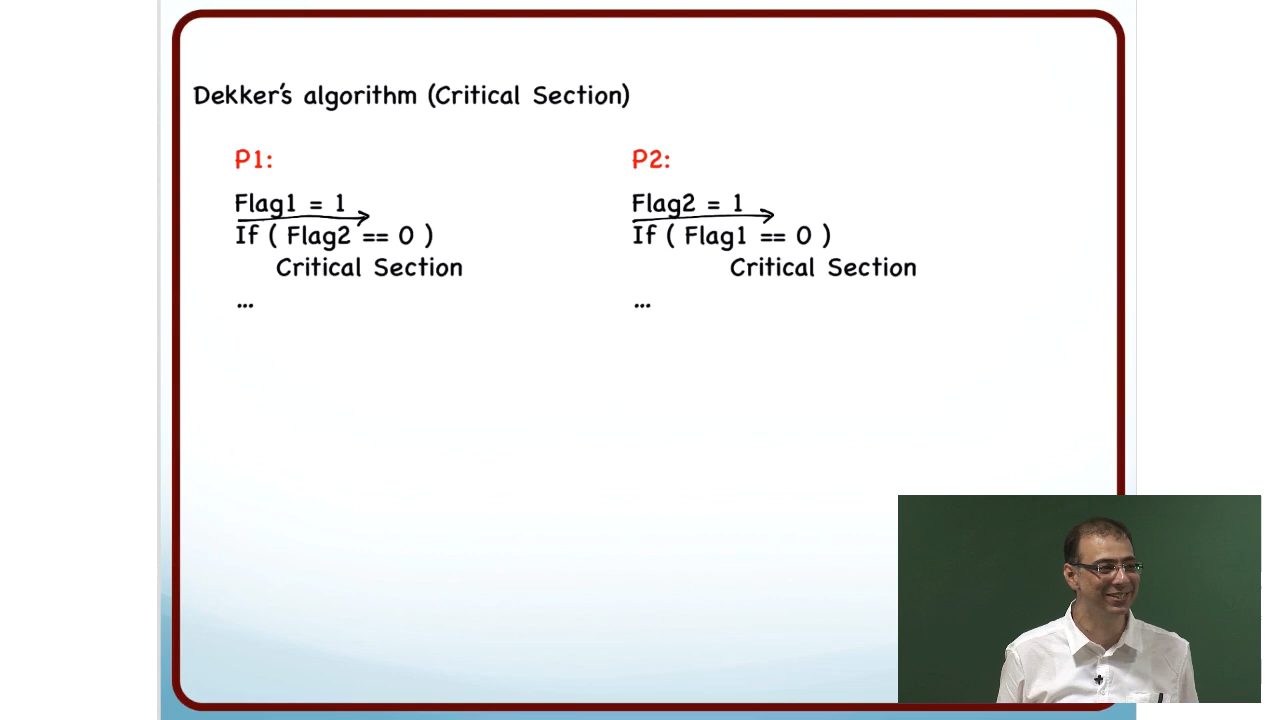 Dekker's algorithm (Critical Section)
P1:
Flag1 = 1
If ( Flag2 == 0 )
Critical Section
...
P2:
Flag2 = 1
If ( Flag1 == 0 )
Critical Section
...